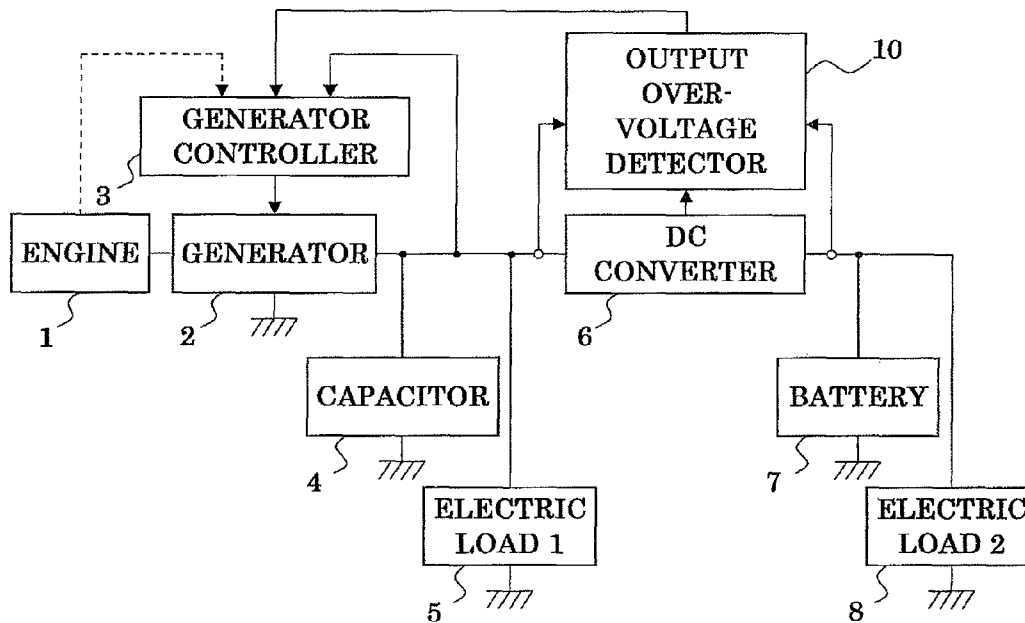 OUTPUT
OVER-
VOLTAGE
DETECTOR
10
GENERATOR
CONTROLLER
3
ENGINE
1
GENERATOR
2
DC
CONVERTER
6
CAPACITOR
4
BATTERY
7
ELECTRIC
LOAD 1
5
ELECTRIC
LOAD 2
8